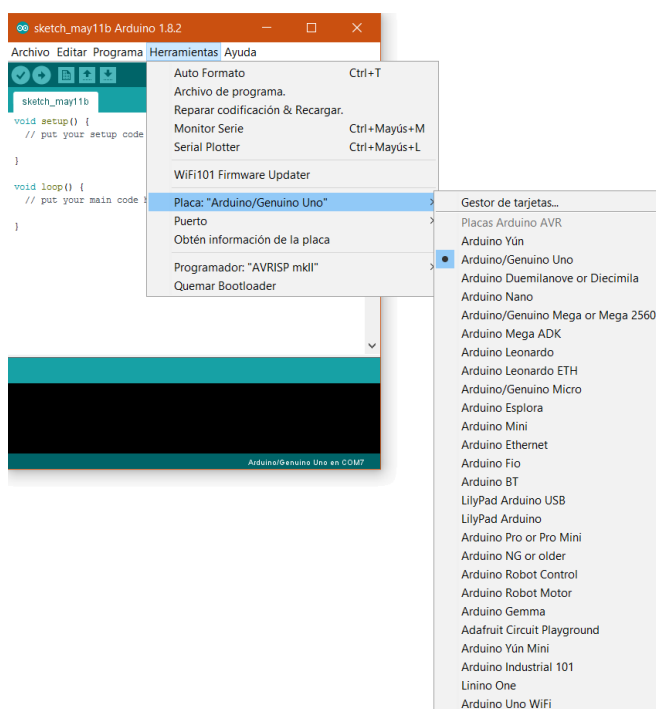 sketch_may11b Arduino 1.8.2
Archivo Editar Programa Herramientas Ayuda
sketch_may11b
void setup() {
// put your setup code
}
void loop() {
// put your main code
}
Auto Formato Ctrl+T
Archivo de programa.
Reparar codificación & Recargar.
Monitor Serie Ctrl+Mayús+M
Serial Plotter Ctrl+Mayús+L
WiFi101 Firmware Updater
Placa: "Arduino/Genuino Uno"
Puerto
Obtén información de la placa
Programador: "AVRISP mkII"
Quemar Bootloader
Gestor de tarjetas...
Placas Arduino AVR
Arduino Yún
Arduino/Genuino Uno
Arduino Duemilanove or Diecimila
Arduino Nano
Arduino/Genuino Mega or Mega 2560
Arduino Mega ADK
Arduino Leonardo
Arduino Leonardo ETH
Arduino/Genuino Micro
Arduino Esplora
Arduino Mini
Arduino Ethernet
Arduino Fio
Arduino BT
LilyPad Arduino USB
LilyPad Arduino
Arduino Pro or Pro Mini
Arduino NG or older
Arduino Robot Control
Arduino Robot Motor
Arduino Gemma
Adafruit Circuit Playground
Arduino Yún Mini
Arduino Industrial 101
Linino One
Arduino Uno WiFi
Arduino/Genuino Uno en COM7